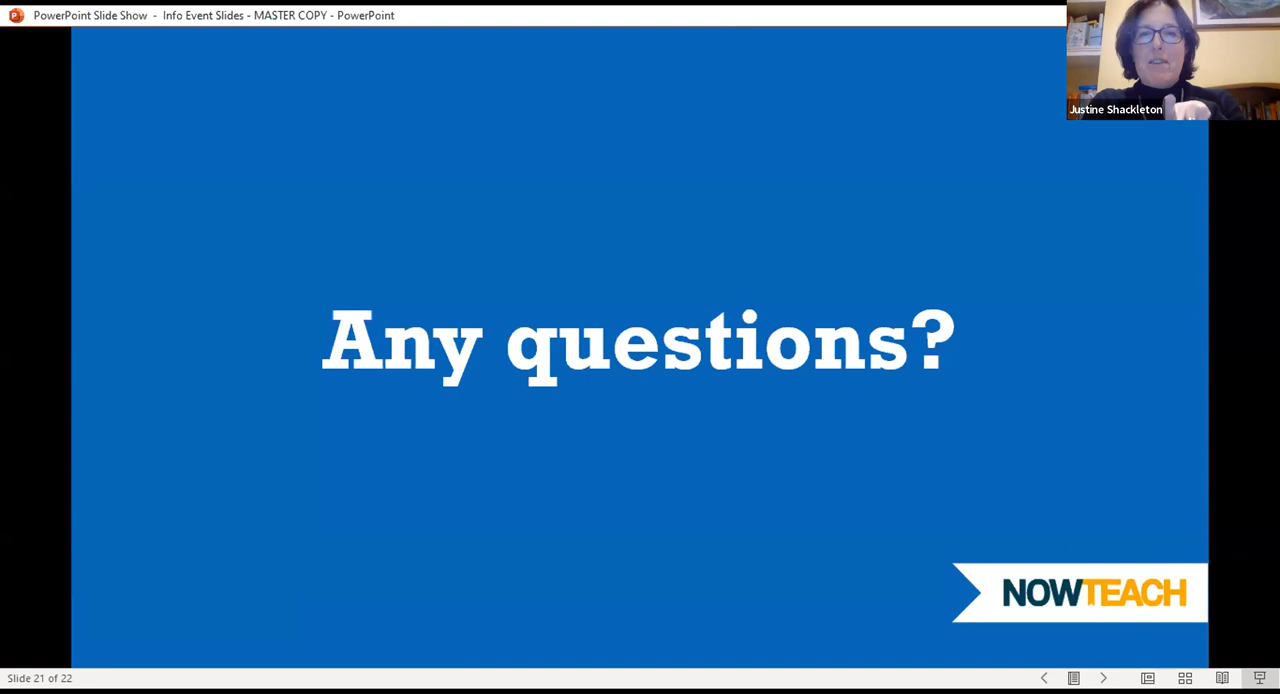 PowerPoint Slide Show - Info Event Slides - MASTER COPY - PowerPoint
Justine Shackleton
Any questions?
NOWTEACH
Slide 21 of 22